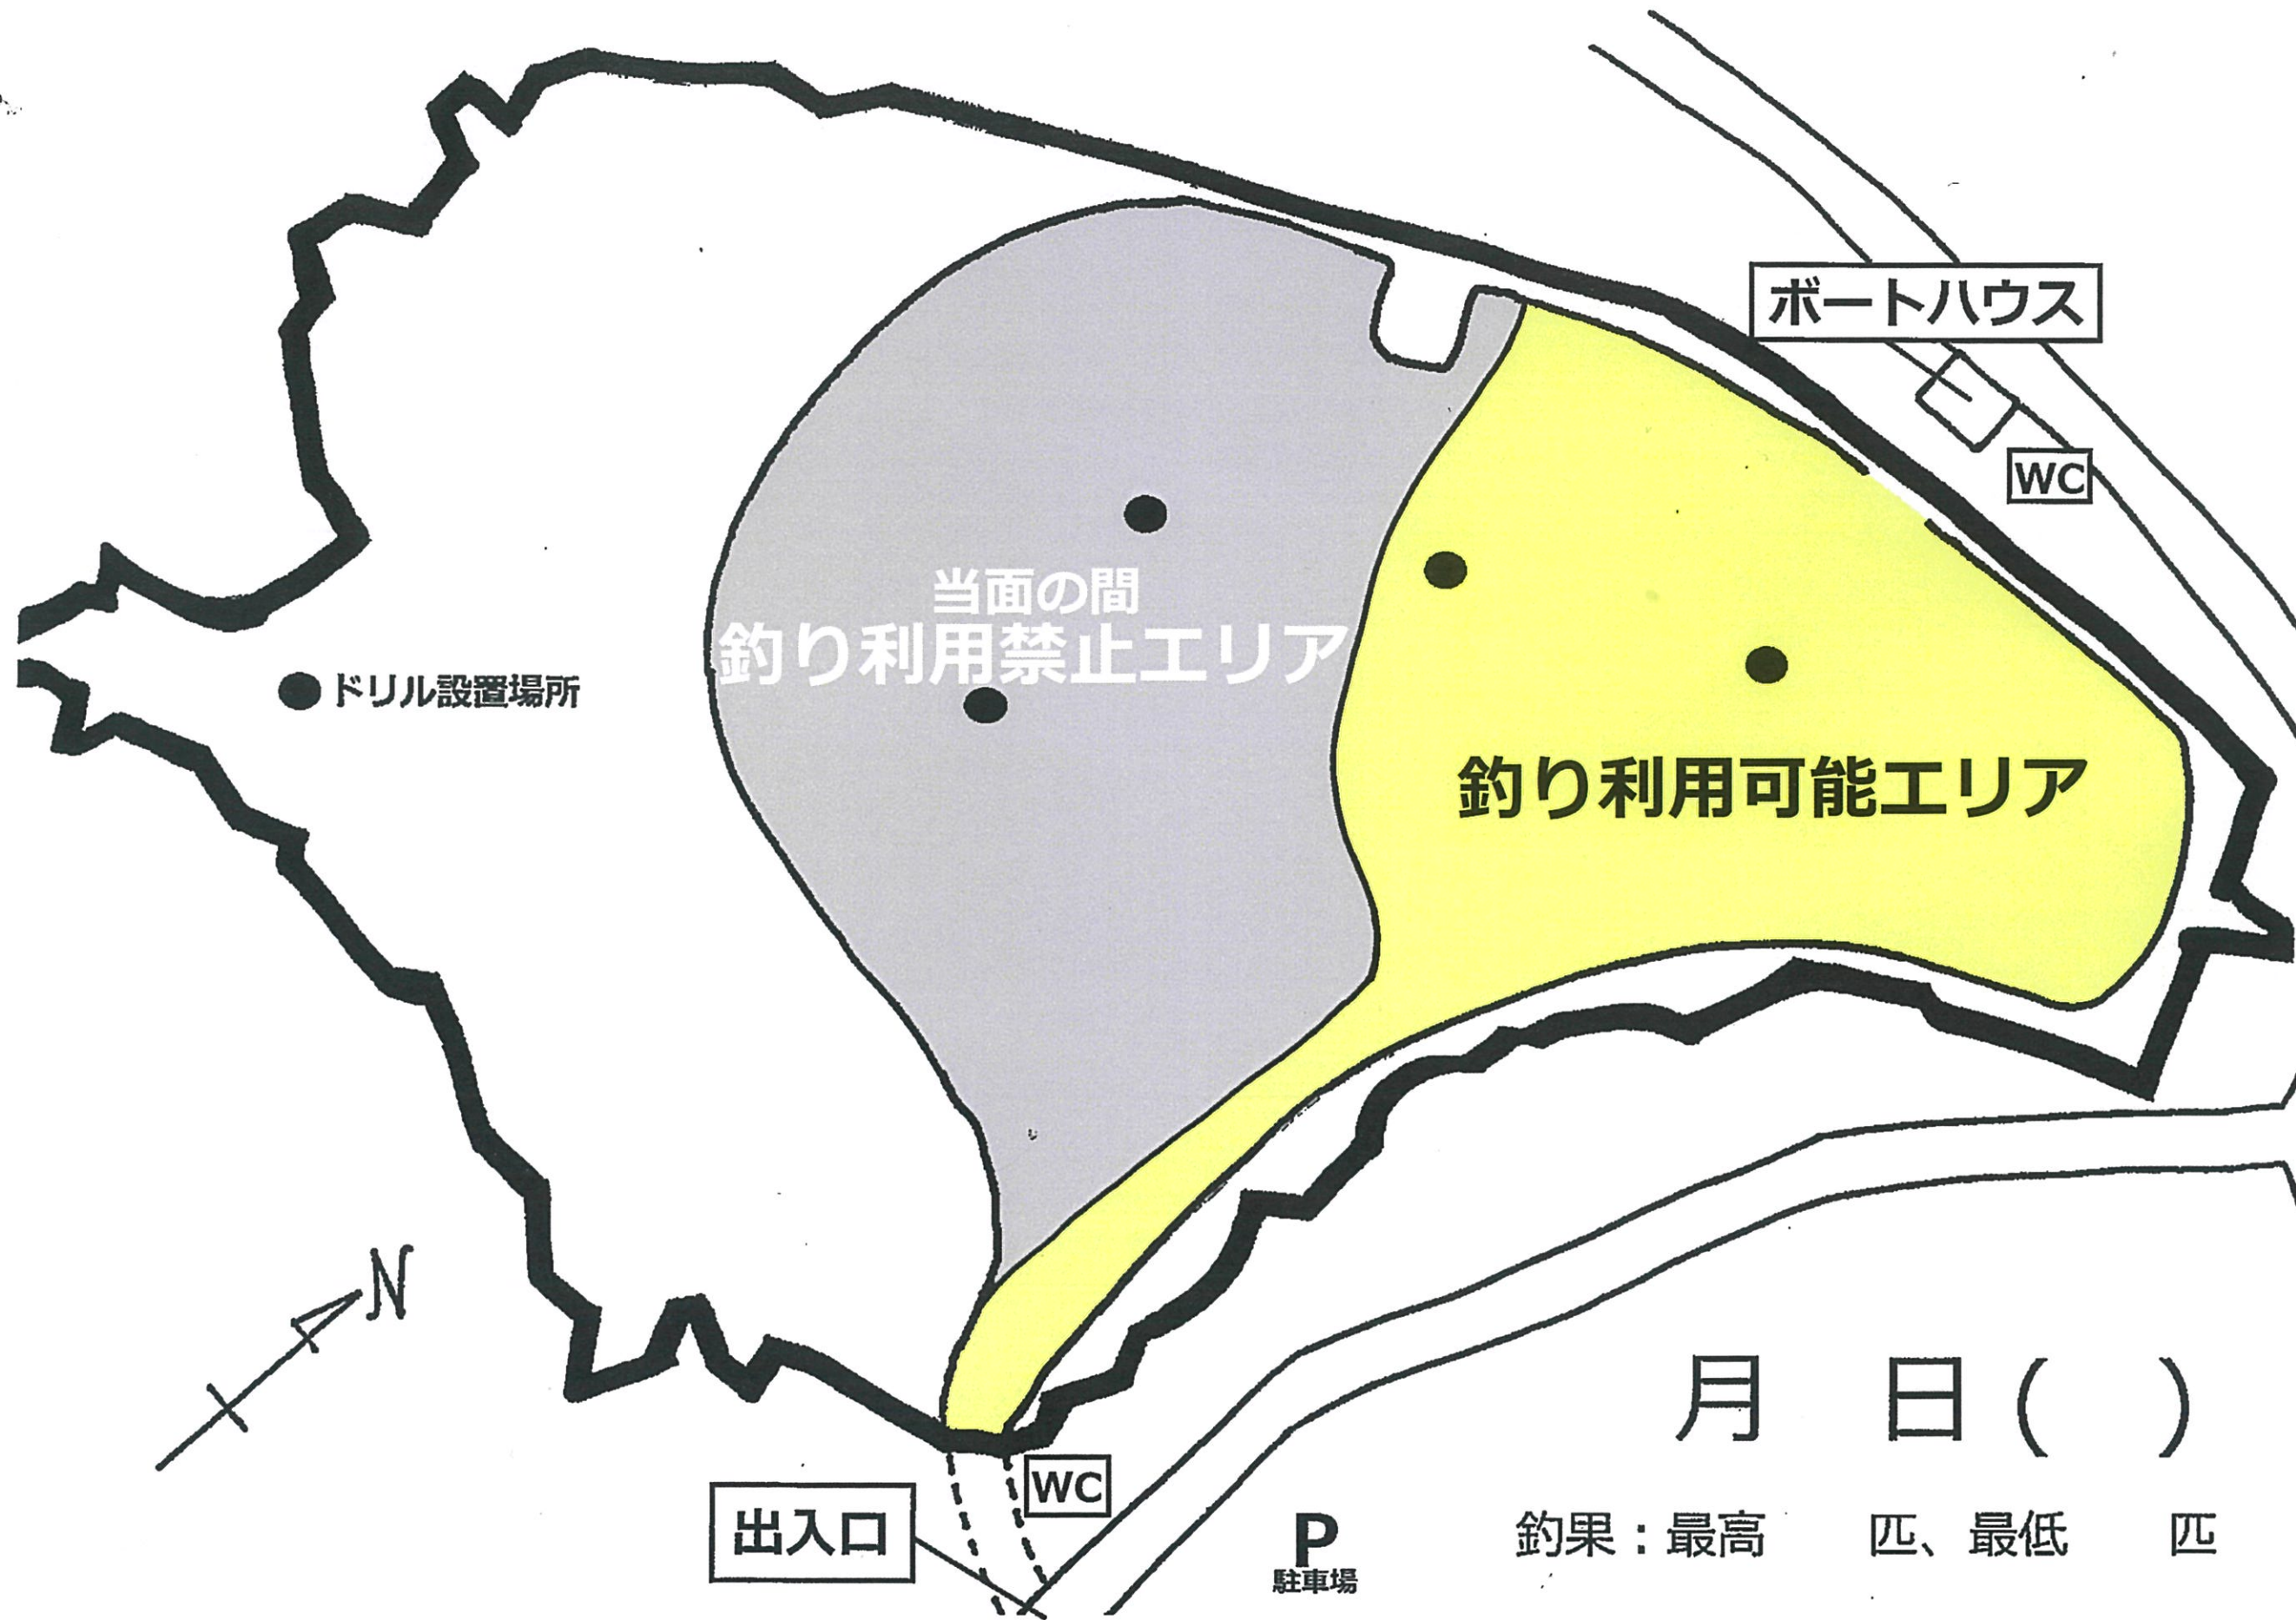 ボートハウス
WC
当面の間
釣り利用禁止エリア
ドリル設置場所
釣り利用可能エリア
N
月 日( )
WC
出入口
P
駐車場
釣果:最高 匹、最低 匹